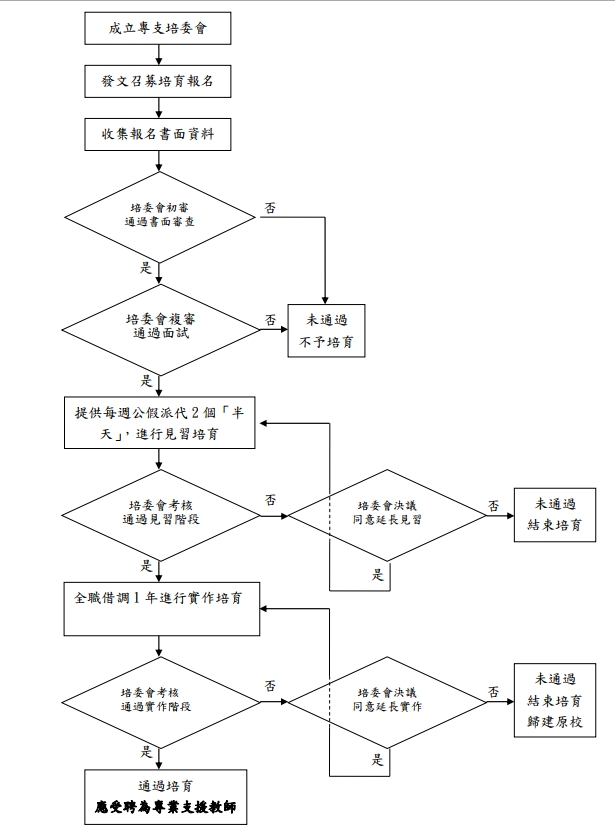 成立專支培委會
發文召募培育報名
收集報名書面資料
培委會初審
通過書面審查
否
是
培委會複審
通過面試
否
未通過
不予培育
是
提供每週公假派代 2 個「半
天」，進行見習培育
培委會考核
通過見習階段
否
培委會決議
同意延長見習
否
未通過
結束培育
是
是
全職借調 1 年進行實作培育
培委會考核
通過實作階段
否
培委會決議
同意延長實作
否
未通過
結束培育
歸建原校
是
是
通過培育
應受聘為專業支援教師